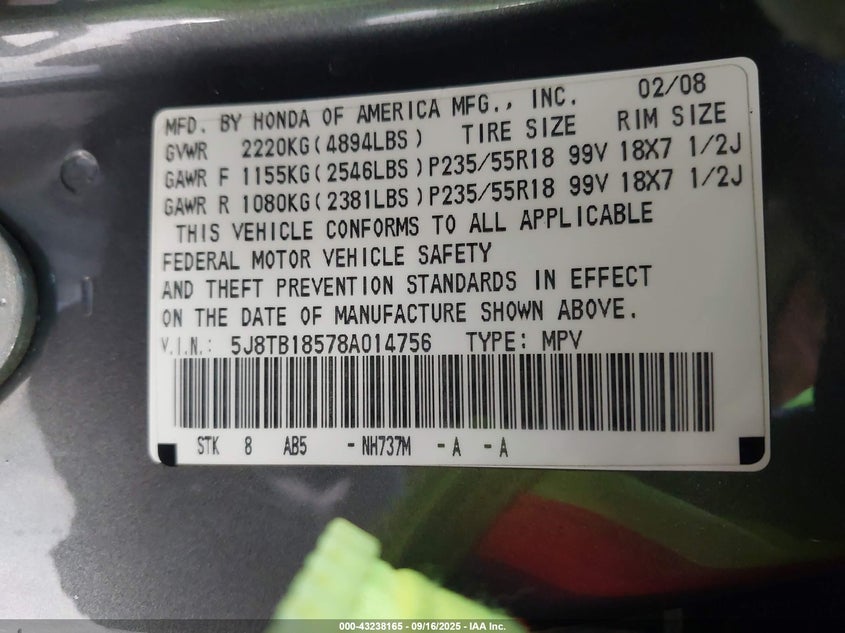 02/08
MFD. BY HONDA OF AMERICA MFG., INC.
GVWR 2220KG(4894LBS) TIRE SIZE RIM SIZE
GAWR F 1155KG(2546LBS)P235/55R18 99V 18X7 1/2J
GAWR R 1080KG(2381LBS)P235/55R18 99V 18X7 1/2J
THIS VEHICLE CONFORMS TO ALL APPLICABLE
FEDERAL MOTOR VEHICLE SAFETY
AND THEFT PREVENTION STANDARDS IN EFFECT
ON THE DATE OF MANUFACTURE SHOWN ABOVE.
V.I.N.: 5J8TB18578A014756 TYPE: MPV
STK 8 AB5 -NH737M -A -A
000-43238165 - 09/16/2025 - IAA Inc.